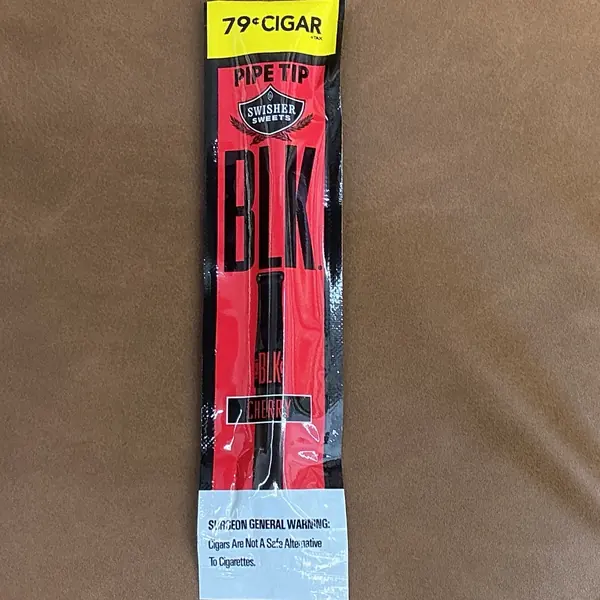 79¢ CIGAR
+TAX
PIPE TIP
SWISHER
SWEETS
BLK
BLK
CHERRY
SURGEON GENERAL WARNING:
Cigars Are Not A Safe Alternative
To Cigarettes.